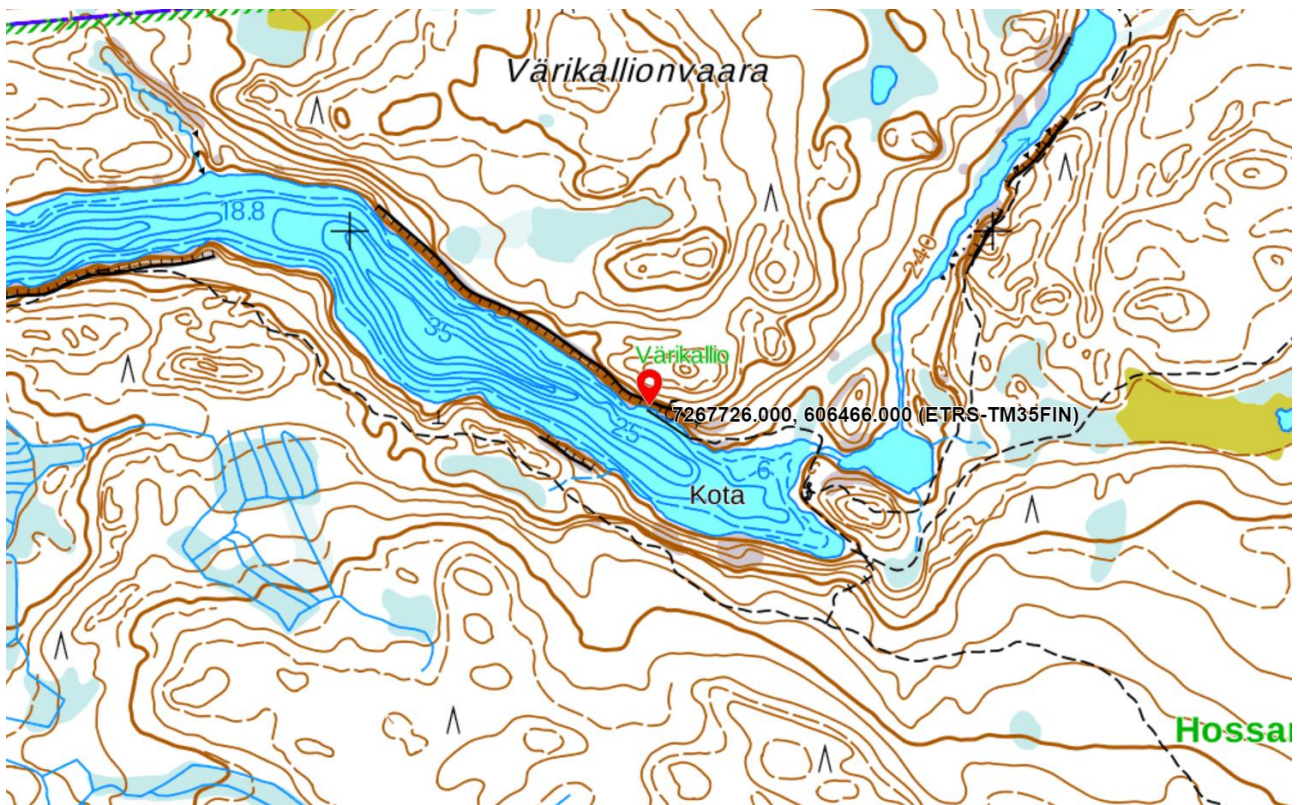 Värikallionvaara
18.8
240
35
Värikallio
7267726.000, 606466.000 (ETRS-TM35FIN)
25
6
Kota
Hossa